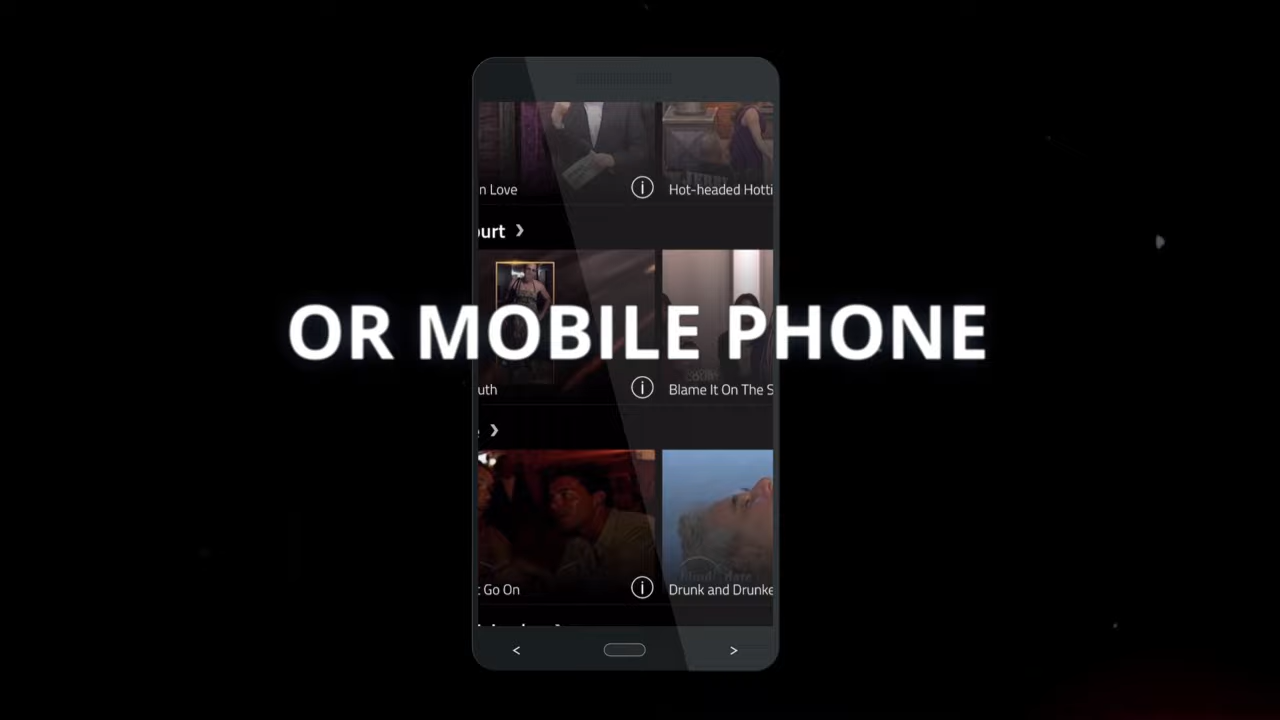 n Love
Hot-headed Hotti
ourt
OR MOBILE PHONE
uth
Blame It On The S
Go On
Drunk and Drunke